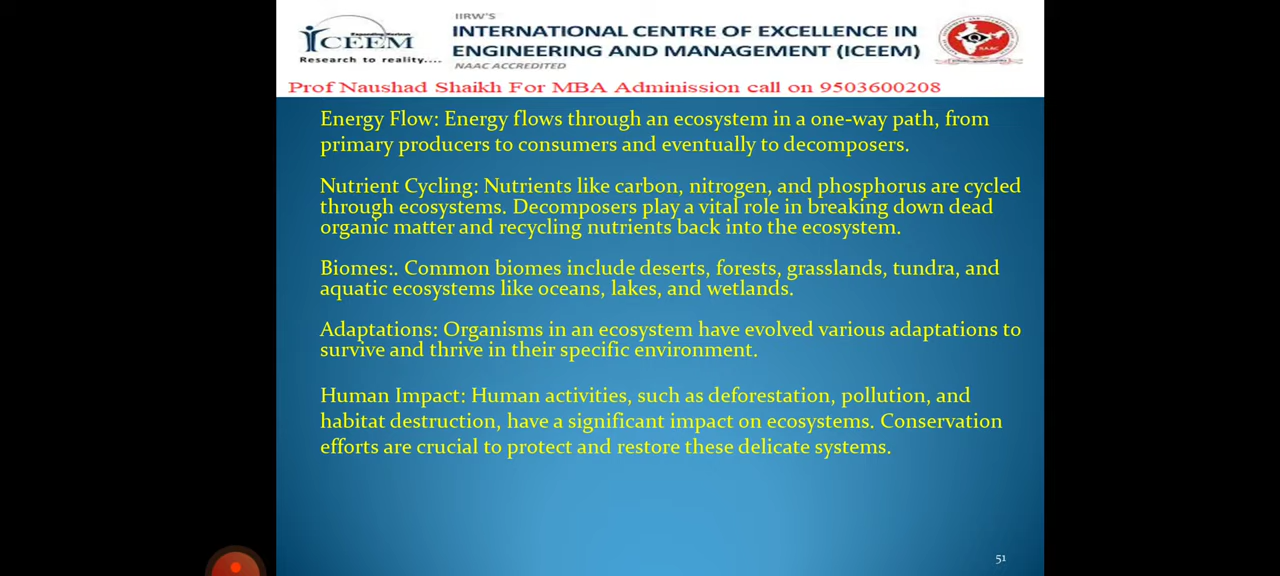 IIRW'S
ICEEM
Research to reality....
INTERNATIONAL CENTRE OF EXCELLENCE IN
ENGINEERING AND MANAGEMENT (ICEEM)
NAAC ACCREDITED
NAAC
Prof Naushad Shaikh For MBA Adminission call on 9503600208
Energy Flow: Energy flows through an ecosystem in a one-way path, from
primary producers to consumers and eventually to decomposers.
Nutrient Cycling: Nutrients like carbon, nitrogen, and phosphorus are cycled
through ecosystems. Decomposers play a vital role in breaking down dead
organic matter and recycling nutrients back into the ecosystem.
Biomes:. Common biomes include deserts, forests, grasslands, tundra, and
aquatic ecosystems like oceans, lakes, and wetlands.
Adaptations: Organisms in an ecosystem have evolved various adaptations to
survive and thrive in their specific environment.
Human Impact: Human activities, such as deforestation, pollution, and
habitat destruction, have a significant impact on ecosystems. Conservation
efforts are crucial to protect and restore these delicate systems.
51